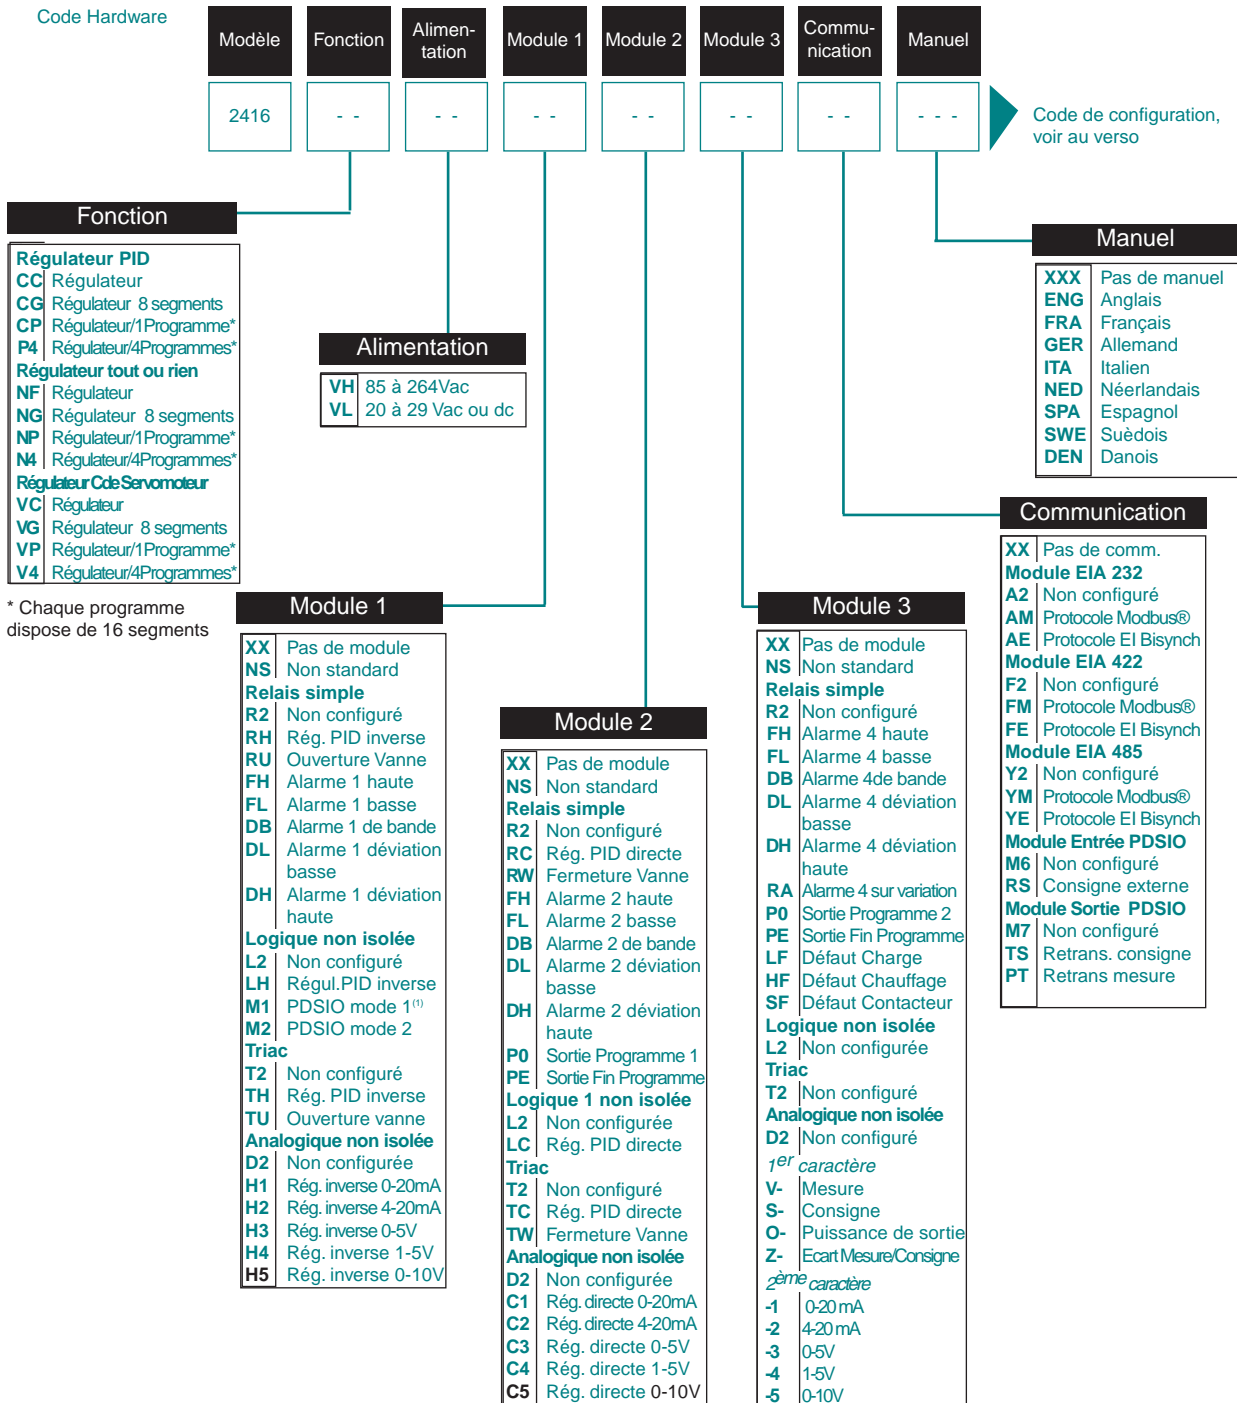 Code Hardware
Modèle
Fonction
Alimen-
tation
Module 1
Module 2
Module 3
Commu-
nication
Manuel
2416
- -
- -
- -
- -
- -
- -
- - -
Code de configuration,
voir au verso
Fonction
Régulateur PID
CC Régulateur
CG Régulateur 8 segments
CP Régulateur/1Programme*
P4 Régulateur/4Programmes*
Régulateur tout ou rien
NF Régulateur
NG Régulateur 8 segments
NP Régulateur/1Programme*
N4 Régulateur/4Programmes*
Régulateur Cde Servomoteur
VC Régulateur
VG Régulateur 8 segments
VP Régulateur/1Programme*
V4 Régulateur/4Programmes*
* Chaque programme
dispose de 16 segments
Alimentation
VH 85 à 264Vac
VL 20 à 29 Vac ou dc
Manuel
XXX Pas de manuel
ENG Anglais
FRA Français
GER Allemand
ITA Italien
NED Néerlandais
SPA Espagnol
SWE Suèdois
DEN Danois
Module 1
XX Pas de module
NS Non standard
Relais simple
R2 Non configuré
RH Rég. PID inverse
RU Ouverture Vanne
FH Alarme 1 haute
FL Alarme 1 basse
DB Alarme 1 de bande
DL Alarme 1 déviation
basse
DH Alarme 1 déviation
haute
Logique non isolée
L2 Non configuré
LH Régul.PID inverse
M1 PDSIO mode 1(1)
M2 PDSIO mode 2
Triac
T2 Non configuré
TH Rég. PID inverse
TU Ouverture vanne
Analogique non isolée
D2 Non configurée
H1 Rég. inverse 0-20mA
H2 Rég. inverse 4-20mA
H3 Rég. inverse 0-5V
H4 Rég. inverse 1-5V
H5 Rég. inverse 0-10V
Module 2
XX Pas de module
NS Non standard
Relais simple
R2 Non configuré
RC Rég. PID directe
RW Fermeture Vanne
FH Alarme 2 haute
FL Alarme 2 basse
DB Alarme 2 de bande
DL Alarme 2 déviation
basse
DH Alarme 2 déviation
haute
P0 Sortie Programme 1
PE Sortie Fin Programme
Logique 1 non isolée
L2 Non configurée
LC Rég. PID directe
Triac
T2 Non configuré
TC Rég. PID directe
TW Fermeture Vanne
Analogique non isolée
D2 Non configurée
C1 Rég. directe 0-20mA
C2 Rég. directe 4-20mA
C3 Rég. directe 0-5V
C4 Rég. directe 1-5V
C5 Rég. directe 0-10V
Module 3
XX Pas de module
NS Non standard
Relais simple
R2 Non configuré
FH Alarme 4 haute
FL Alarme 4 basse
DB Alarme 4de bande
DL Alarme 4 déviation
basse
DH Alarme 4 déviation
haute
RA Alarme 4 sur variation
P0 Sortie Programme 2
PE Sortie Fin Programme
LF Défaut Charge
HF Défaut Chauffage
SF Défaut Contacteur
Logique non isolée
L2 Non configurée
Triac
T2 Non configuré
Analogique non isolée
D2 Non configuré
1er caractère
V- Mesure
S- Consigne
O- Puissance de sortie
Z- Ecart Mesure/Consigne
2ème caractère
-1 0-20 mA
-2 4-20 mA
-3 0-5V
-4 1-5V
-5 0-10V
Communication
XX Pas de comm.
Module EIA 232
A2 Non configuré
AM Protocole Modbus®
AE Protocole EI Bisynch
Module EIA 422
F2 Non configuré
FM Protocole Modbus®
FE Protocole EI Bisynch
Module EIA 485
Y2 Non configuré
YM Protocole Modbus®
YE Protocole EI Bisynch
Module Entrée PDSIO
M6 Non configuré
RS Consigne externe
Module Sortie PDSIO
M7 Non configuré
TS Retrans. consigne
PT Retrans mesure